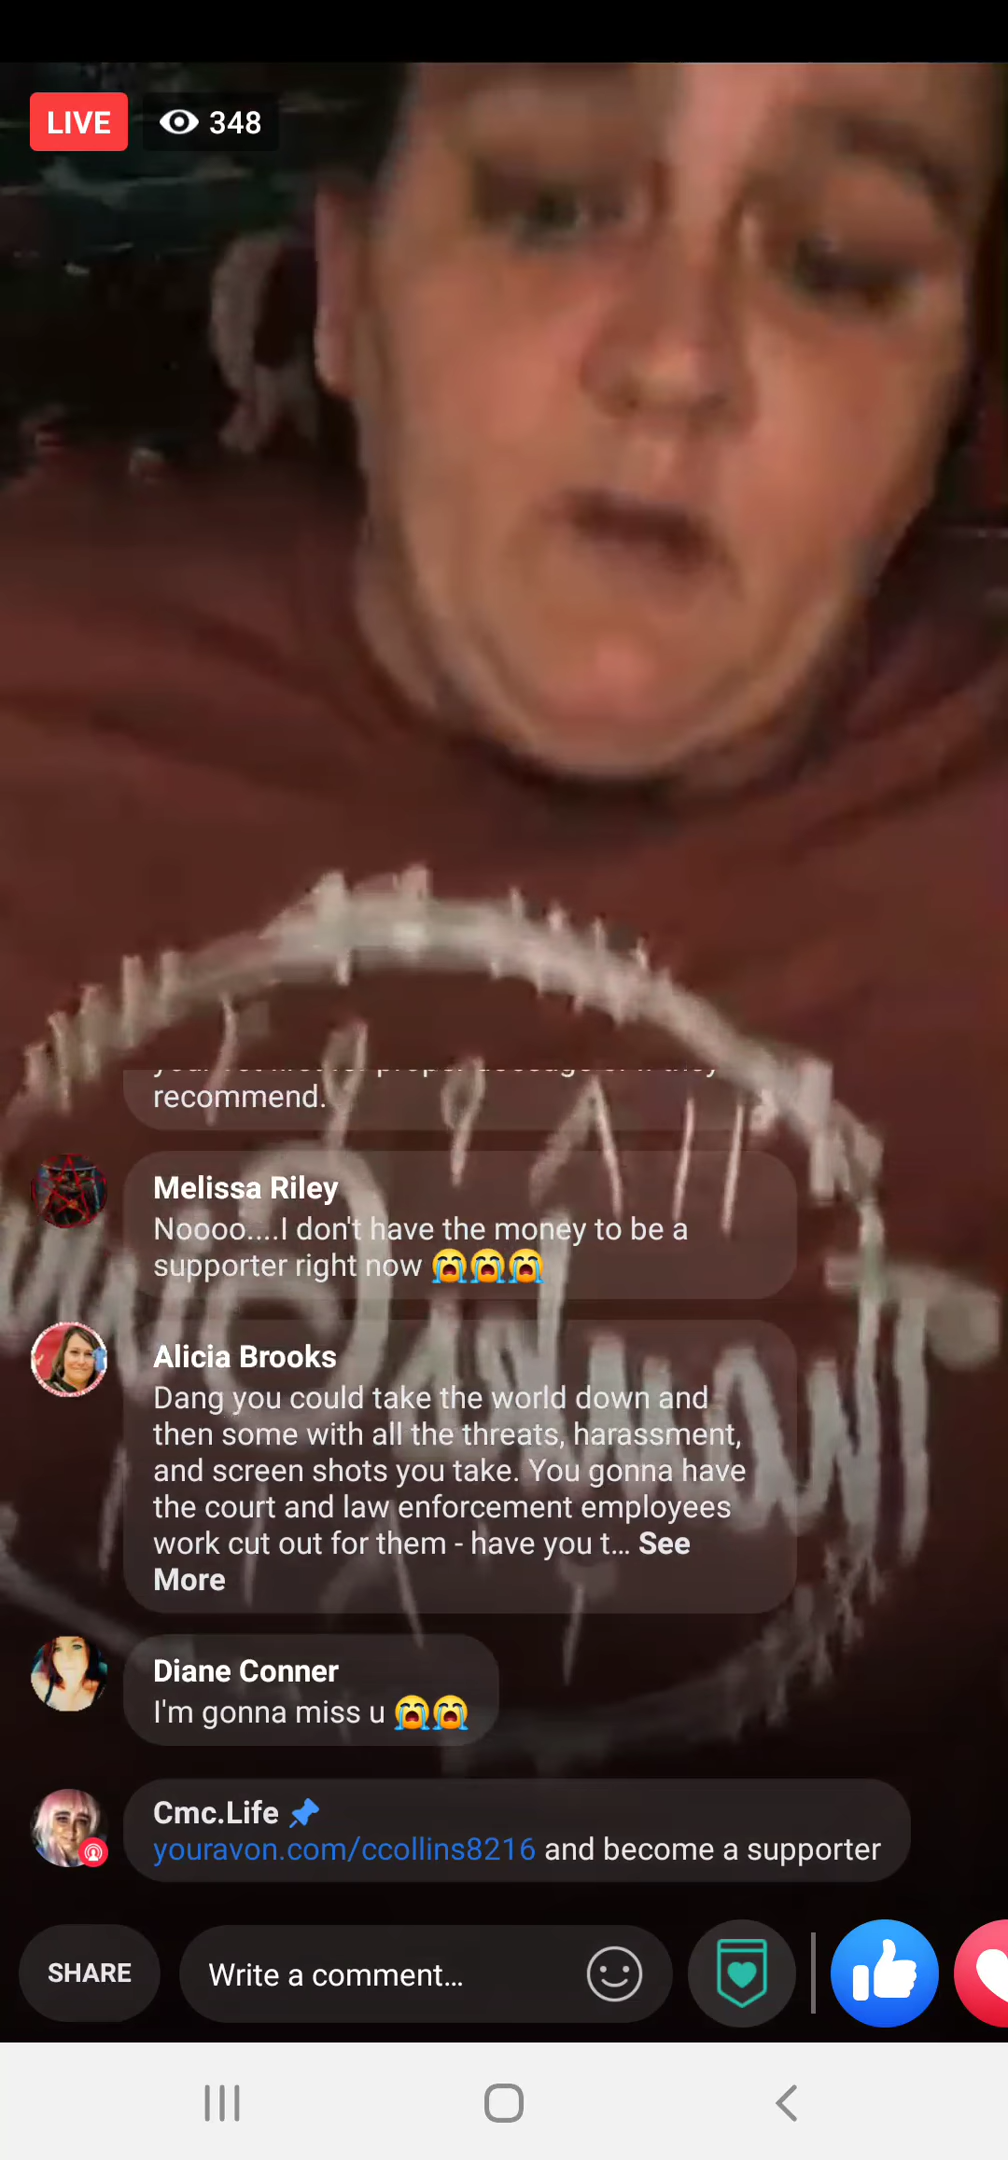 LIVE 348
recommend.
Melissa Riley
Noooo....I don't have the money to be a
supporter right now 😭😭😭
Alicia Brooks
Dang you could take the world down and
then some with all the threats, harassment,
and screen shots you take. You gonna have
the court and law enforcement employees
work cut out for them - have you t... See
More
Diane Conner
I'm gonna miss u 😭😭
Cmc.Life 📌
youravon.com/ccollins8216 and become a supporter
SHARE
Write a comment...